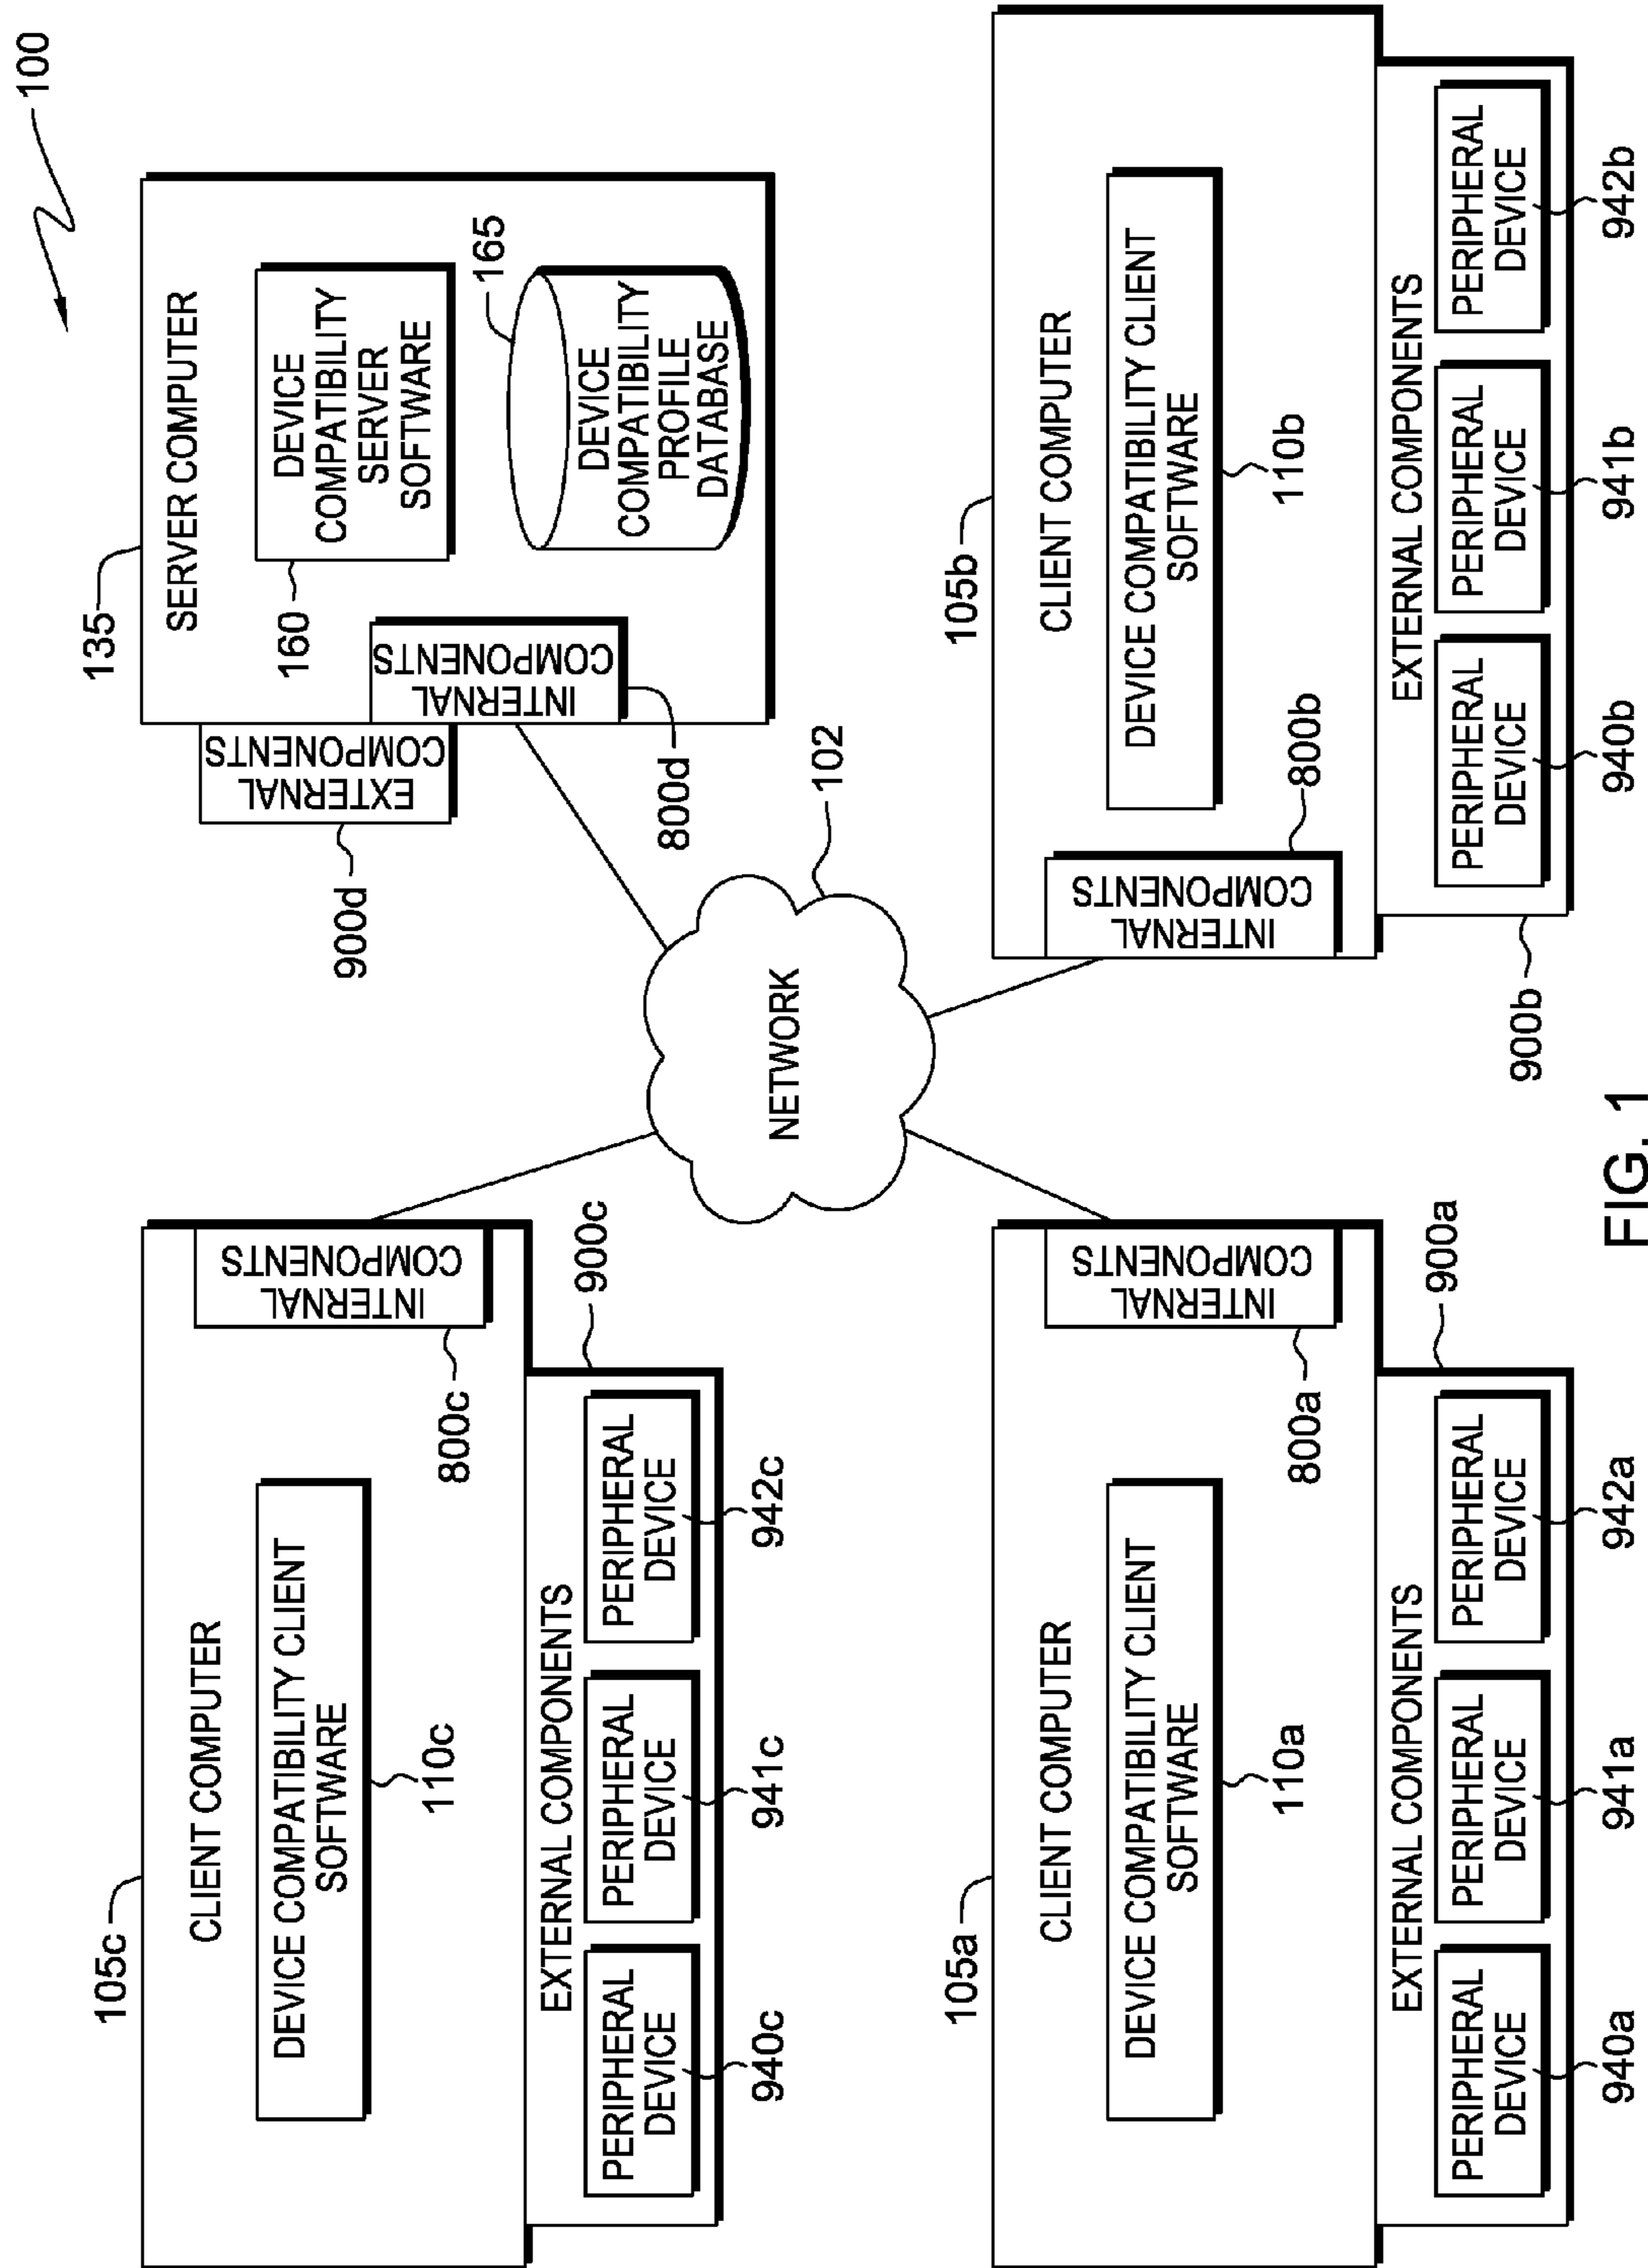 100
105c
CLIENT COMPUTER
DEVICE COMPATIBILITY CLIENT
SOFTWARE
110c
INTERNAL
COMPONENTS
800c
EXTERNAL COMPONENTS
900c
PERIPHERAL
DEVICE
940c
PERIPHERAL
DEVICE
941c
PERIPHERAL
DEVICE
942c
135
SERVER COMPUTER
DEVICE
COMPATIBILITY
SERVER
SOFTWARE
160
165
DEVICE
COMPATIBILITY
PROFILE
DATABASE
INTERNAL
COMPONENTS
800d
EXTERNAL
COMPONENTS
900d
NETWORK
102
105a
CLIENT COMPUTER
DEVICE COMPATIBILITY CLIENT
SOFTWARE
110a
INTERNAL
COMPONENTS
800a
EXTERNAL COMPONENTS
900a
PERIPHERAL
DEVICE
940a
PERIPHERAL
DEVICE
941a
PERIPHERAL
DEVICE
942a
105b
CLIENT COMPUTER
DEVICE COMPATIBILITY CLIENT
SOFTWARE
110b
INTERNAL
COMPONENTS
800b
EXTERNAL COMPONENTS
900b
PERIPHERAL
DEVICE
940b
PERIPHERAL
DEVICE
941b
PERIPHERAL
DEVICE
942b
FIG. 1